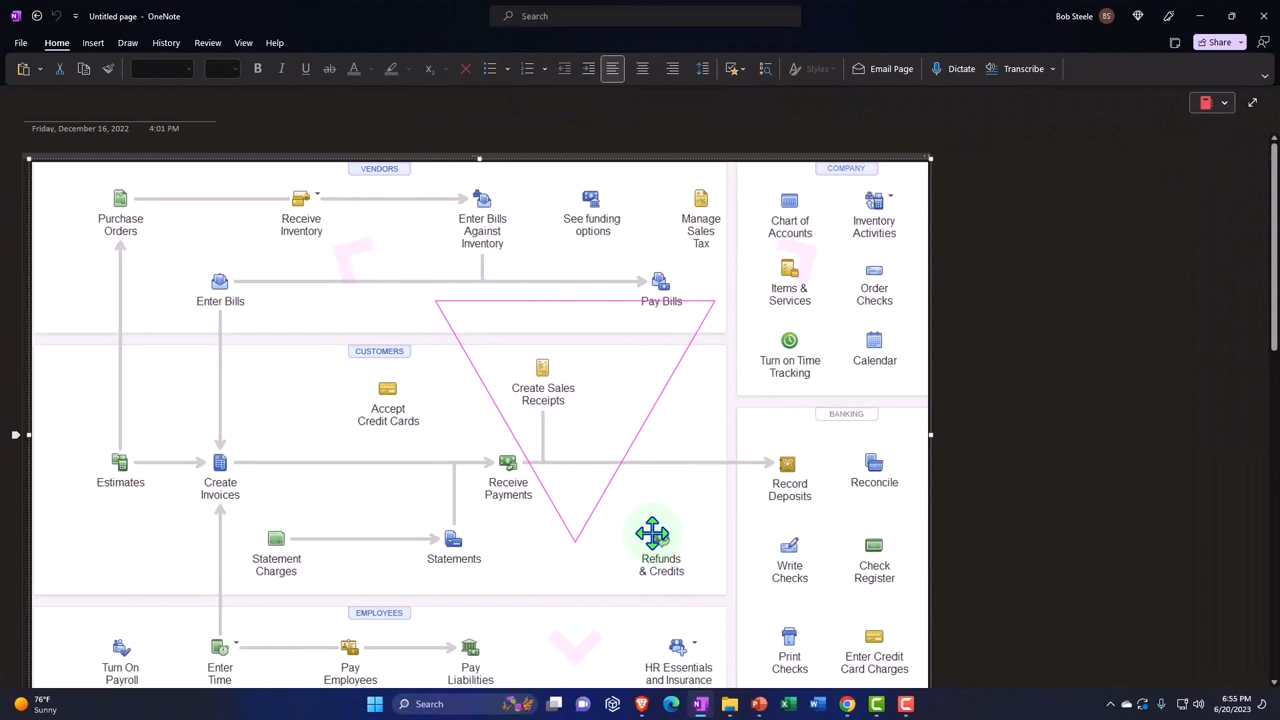 Untitled page - OneNote
Search
Bob Steele
BS
File
Home
Insert
Draw
History
Review
View
Help
Share
Styles
Email Page
Dictate
Transcribe
Friday, December 16, 2022
4:01 PM
VENDORS
COMPANY
Purchase
Orders
Receive
Inventory
Enter Bills
Against
Inventory
See funding
options
Manage
Sales
Tax
Chart of
Accounts
Inventory
Activities
Enter Bills
Pay Bills
Items &
Services
Order
Checks
CUSTOMERS
Turn on Time
Tracking
Calendar
Accept
Credit Cards
Create Sales
Receipts
BANKING
Estimates
Create
Invoices
Receive
Payments
Record
Deposits
Reconcile
Statement
Charges
Statements
Refunds
& Credits
Write
Checks
Check
Register
EMPLOYEES
Turn On
Payroll
Enter
Time
Pay
Employees
Pay
Liabilities
HR Essentials
and Insurance
Print
Checks
Enter Credit
Card Charges
76°F
Sunny
Search
6:55 PM
6/20/2023